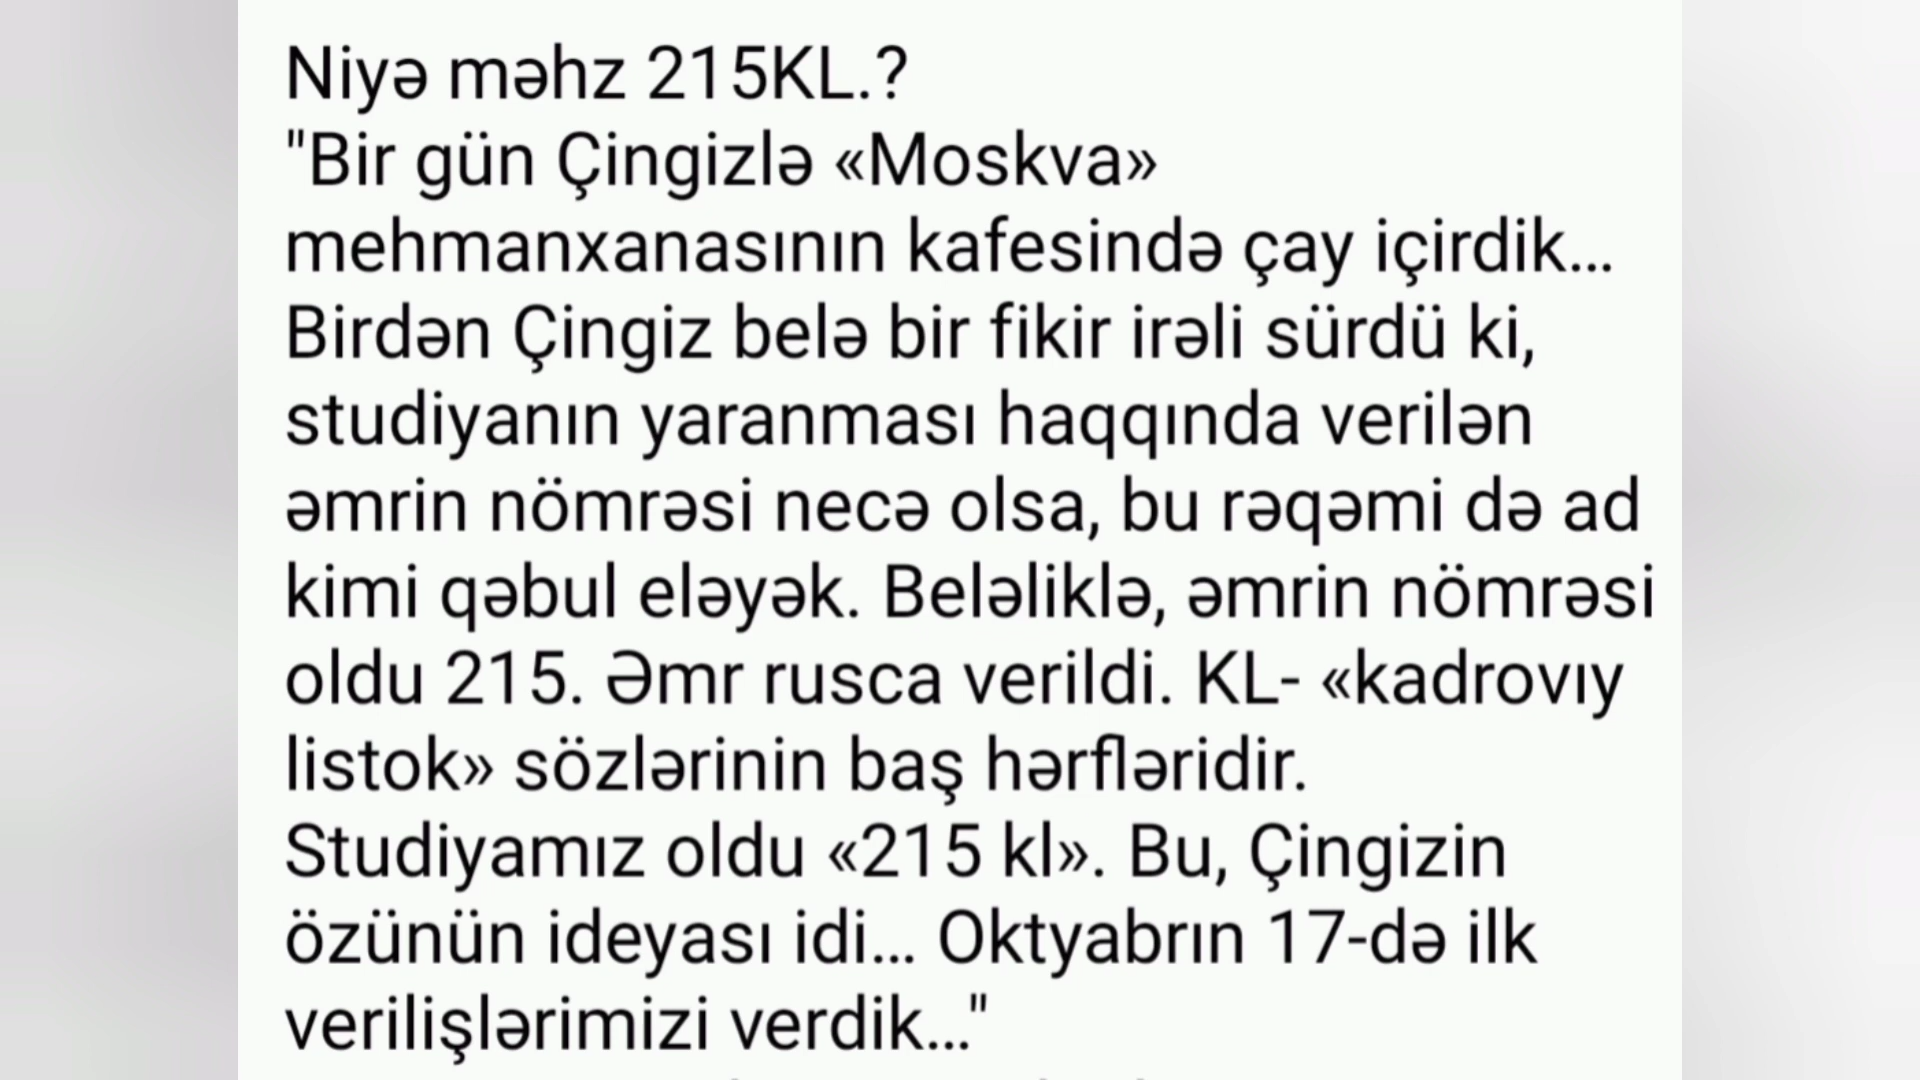 Niyə məhz 215KL.?
"Bir gün Çingizlə «Moskva»
mehmanxanasının kafesində çay içirdik...
Birdən Çingiz belə bir fikir irəli sürdü ki,
studiyanın yaranması haqqında verilən
əmrin nömrəsi necə olsa, bu rəqəmi də ad
kimi qəbul eləyək. Beləliklə, əmrin nömrəsi
oldu 215. Əmr rusca verildi. KL- «kadrovıy
listok» sözlərinin baş hərfləridir.
Studiyamız oldu «215 kl». Bu, Çingizin
özünün ideyası idi... Oktyabrın 17-də ilk
verilişlərimizi verdik..."